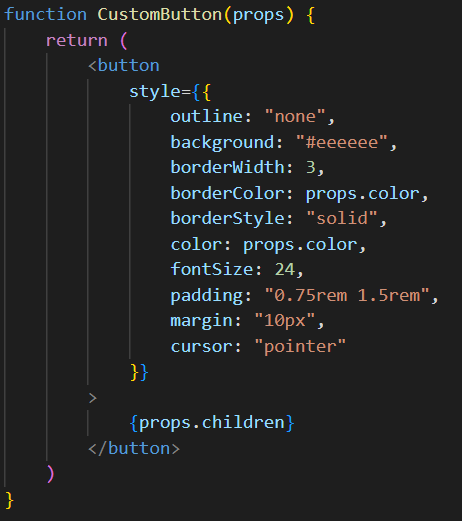 function CustomButton(props) {
    return (
        <button
            style={{
                outline: "none",
                background: "#eeeeee",
                borderWidth: 3,
                borderColor: props.color,
                borderStyle: "solid",
                color: props.color,
                fontSize: 24,
                padding: "0.75rem 1.5rem",
                margin: "10px",
                cursor: "pointer"
            }}
        >
            {props.children}
        </button>
    )
}